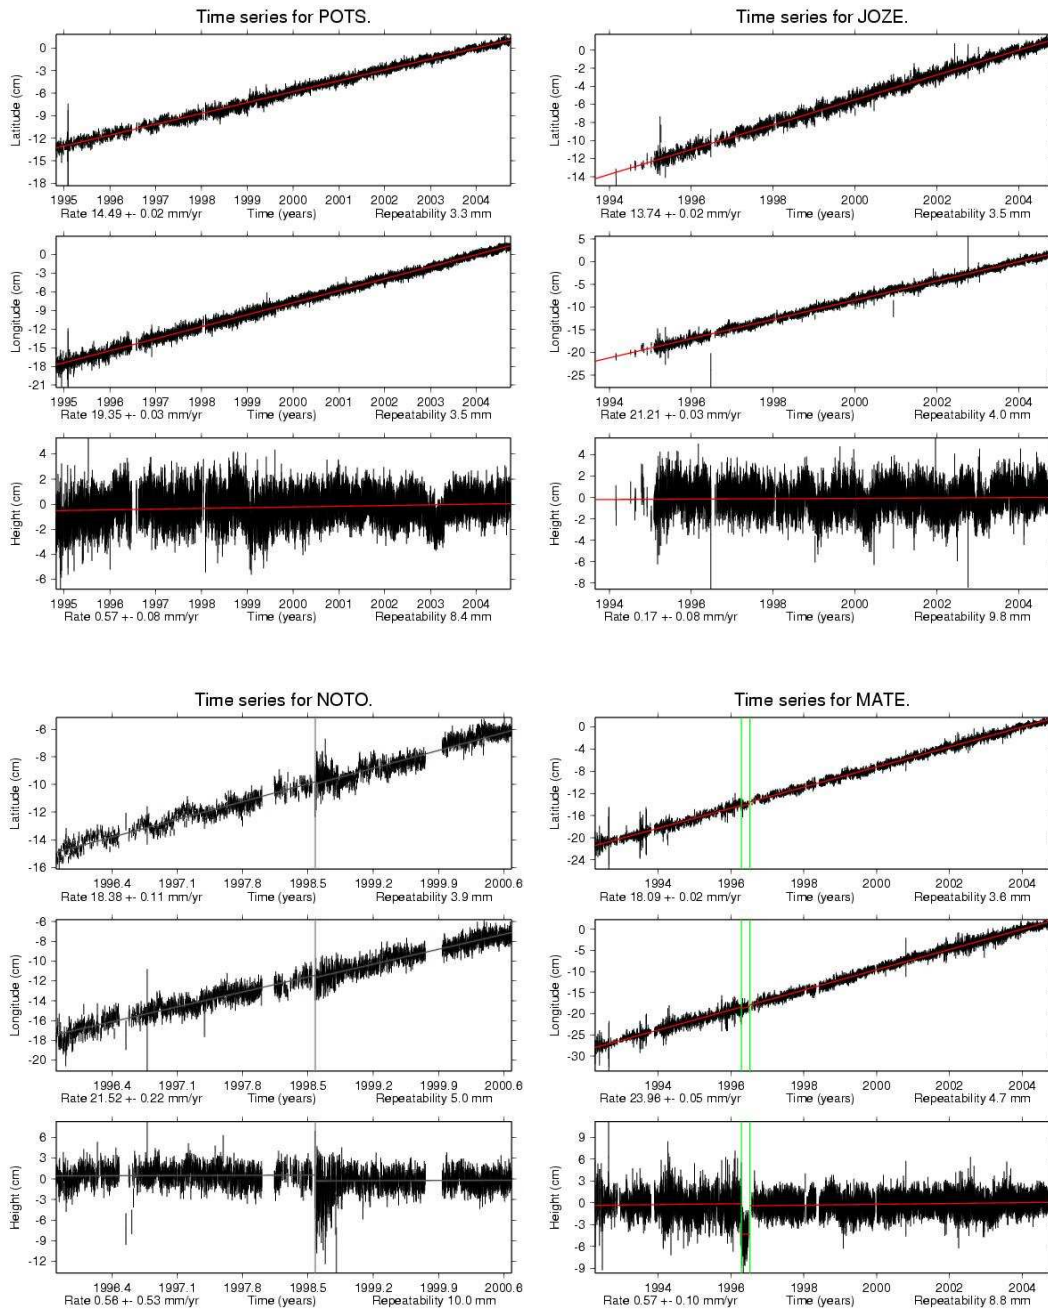 Time series for POTS.
0
-3
-6
-9
-12
-15
-18
Latitude (cm)
1995 1996 1997 1998 1999 2000 2001 2002 2003 2004
Rate 14.49 +- 0.02 mm/yr Time (years) Repeatability 3.3 mm
0
-3
-6
-9
-12
-15
-18
-21
Longitude (cm)
1995 1996 1997 1998 1999 2000 2001 2002 2003 2004
Rate 19.35 +- 0.03 mm/yr Time (years) Repeatability 3.5 mm
4
2
0
-2
-4
-6
Height (cm)
1995 1996 1997 1998 1999 2000 2001 2002 2003 2004
Rate 0.57 +- 0.08 mm/yr Time (years) Repeatability 8.4 mm
Time series for JOZE.
0
-2
-4
-6
-8
-10
-12
-14
Latitude (cm)
1994 1996 1998 2000 2002 2004
Rate 13.74 +- 0.02 mm/yr Time (years) Repeatability 3.5 mm
5
0
-5
-10
-15
-20
-25
Longitude (cm)
1994 1996 1998 2000 2002 2004
Rate 21.21 +- 0.03 mm/yr Time (years) Repeatability 4.0 mm
4
2
0
-2
-4
-6
-8
Height (cm)
1994 1996 1998 2000 2002 2004
Rate 0.17 +- 0.08 mm/yr Time (years) Repeatability 9.8 mm
Time series for NOTO.
-6
-8
-10
-12
-14
-16
Latitude (cm)
1996.4 1997.1 1997.8 1998.5 1999.2 1999.9 2000.6
Rate 18.38 +- 0.11 mm/yr Time (years) Repeatability 3.9 mm
-6
-8
-10
-12
-14
-16
-18
-20
Longitude (cm)
1996.4 1997.1 1997.8 1998.5 1999.2 1999.9 2000.6
Rate 21.52 +- 0.22 mm/yr Time (years) Repeatability 5.0 mm
6
3
0
-3
-6
-9
-12
Height (cm)
1996.4 1997.1 1997.8 1998.5 1999.2 1999.9 2000.6
Rate 0.56 +- 0.53 mm/yr Time (years) Repeatability 10.0 mm
Time series for MATE.
0
-4
-8
-12
-16
-20
-24
Latitude (cm)
1994 1996 1998 2000 2002 2004
Rate 18.09 +- 0.02 mm/yr Time (years) Repeatability 3.6 mm
0
-5
-10
-15
-20
-25
-30
Longitude (cm)
1994 1996 1998 2000 2002 2004
Rate 23.96 +- 0.05 mm/yr Time (years) Repeatability 4.7 mm
9
6
3
0
-3
-6
-9
Height (cm)
1994 1996 1998 2000 2002 2004
Rate 0.57 +- 0.10 mm/yr Time (years) Repeatability 8.8 mm